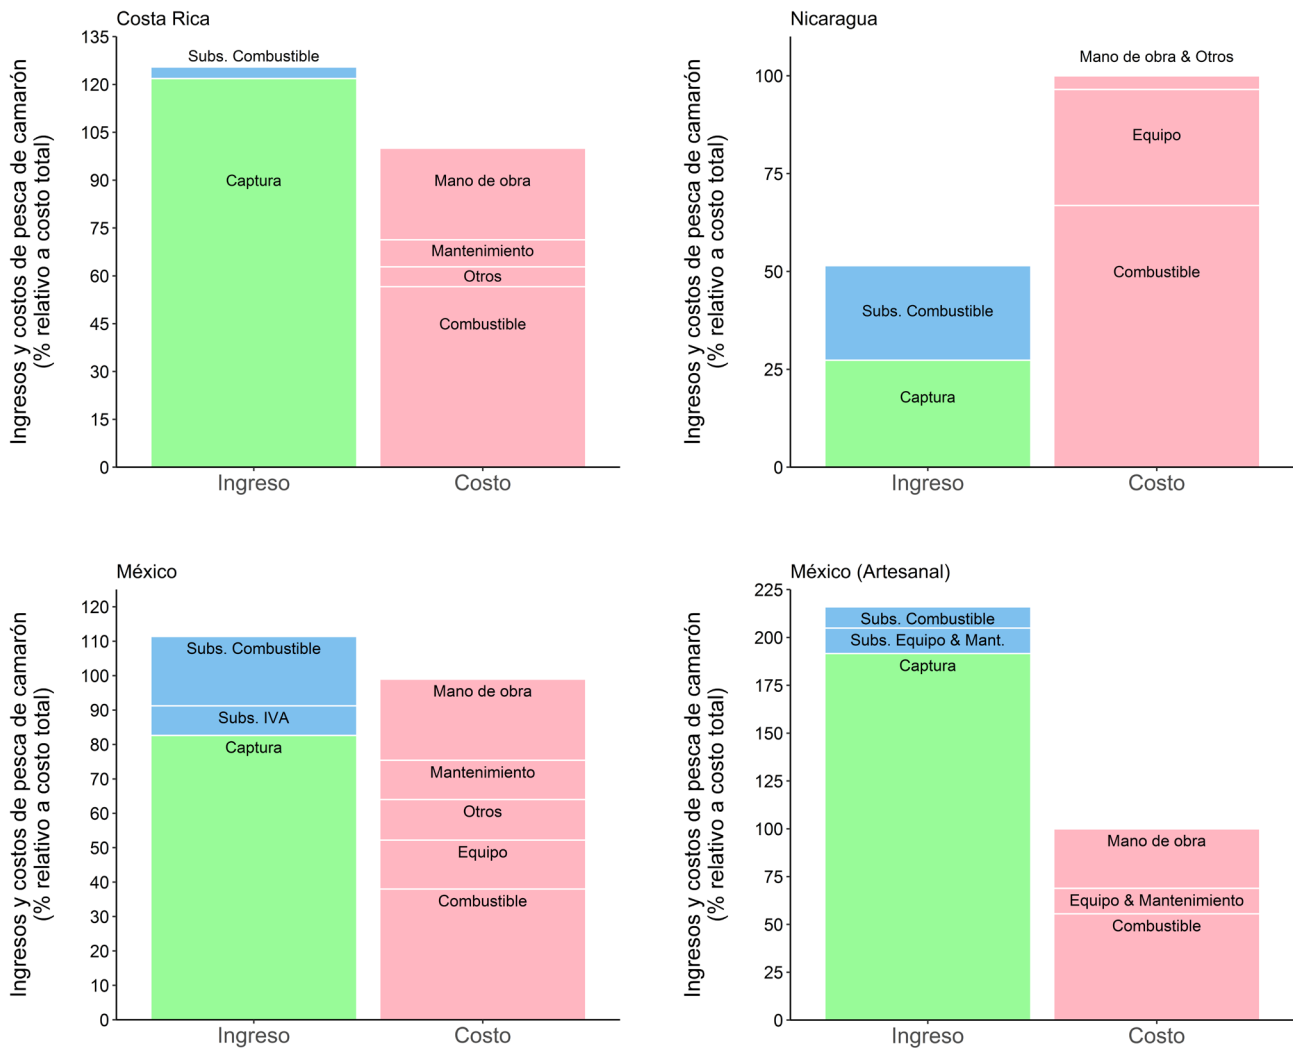 Costa Rica
Ingresos y costos de pesca de camarón
(% relativo a costo total)
135
120
105
90
75
60
45
30
15
0
Subs. Combustible
Captura
Mano de obra
Mantenimiento
Otros
Combustible
Ingreso
Costo
Nicaragua
Ingresos y costos de pesca de camarón
(% relativo a costo total)
100
75
50
25
0
Mano de obra & Otros
Equipo
Combustible
Subs. Combustible
Captura
Ingreso
Costo
México
Ingresos y costos de pesca de camarón
(% relativo a costo total)
120
110
100
90
80
70
60
50
40
30
20
10
0
Subs. Combustible
Subs. IVA
Captura
Mano de obra
Mantenimiento
Otros
Equipo
Combustible
Ingreso
Costo
México (Artesanal)
Ingresos y costos de pesca de camarón
(% relativo a costo total)
225
200
175
150
125
100
75
50
25
0
Subs. Combustible
Subs. Equipo & Mant.
Captura
Mano de obra
Equipo & Mantenimiento
Combustible
Ingreso
Costo